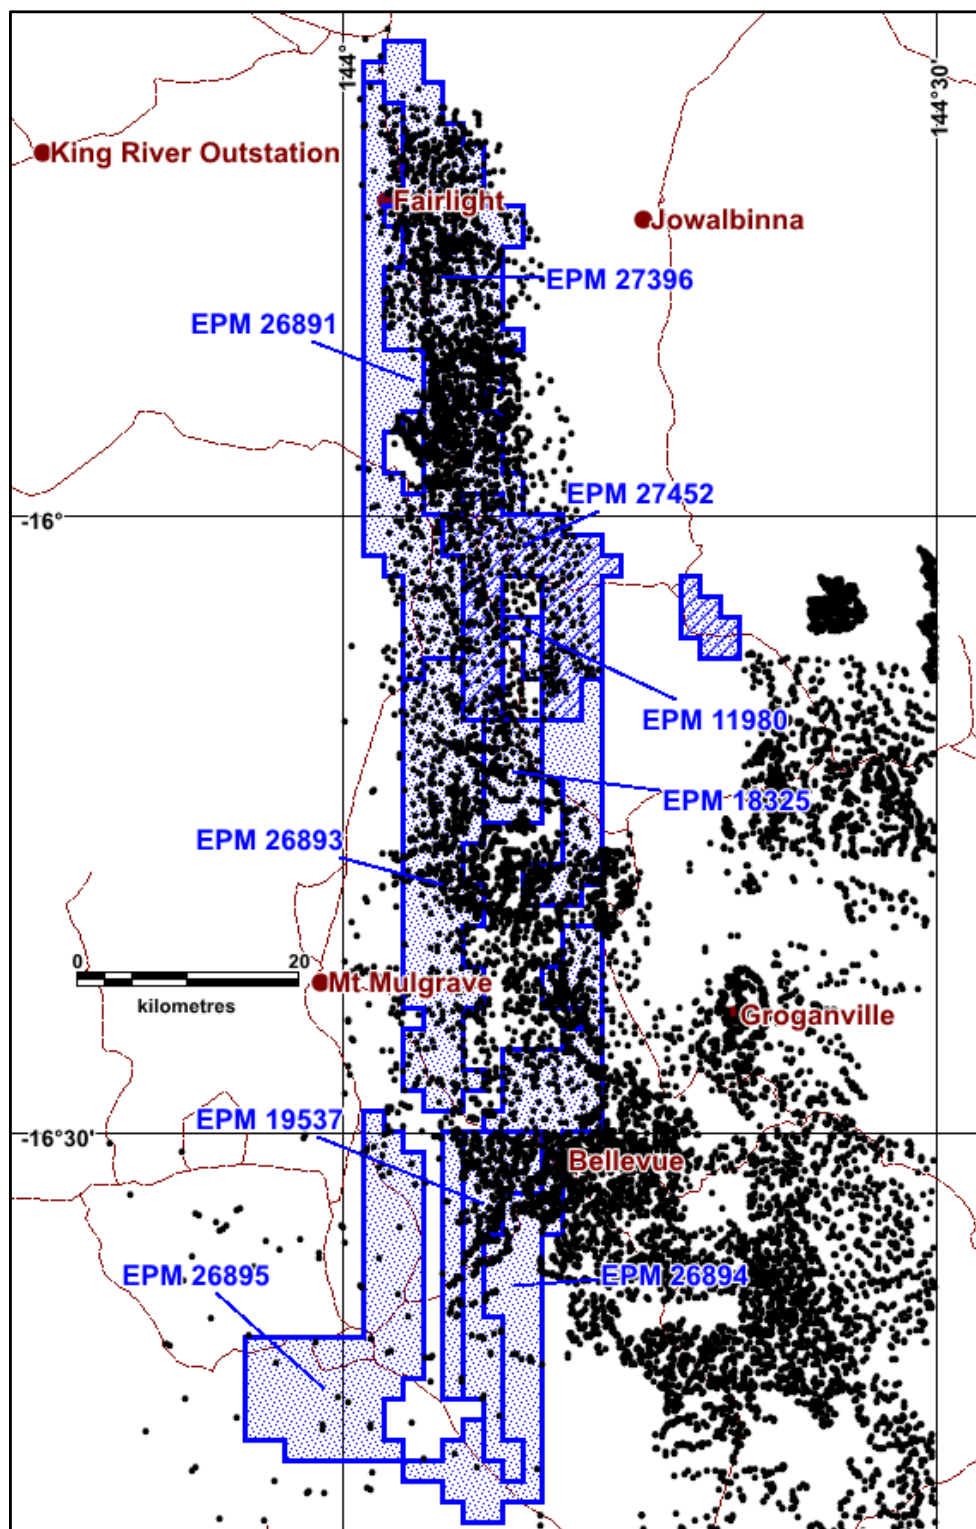 144°
144°30'
King River Outstation
Fairlight
Jowalbinna
EPM 27396
EPM 26891
EPM 27452
-16°
EPM 11980
EPM 18325
EPM 26893
0 20
kilometres
Mt Mulgrave
Groganville
EPM 19537
-16°30'
Bellevue
EPM 26895
EPM 26894